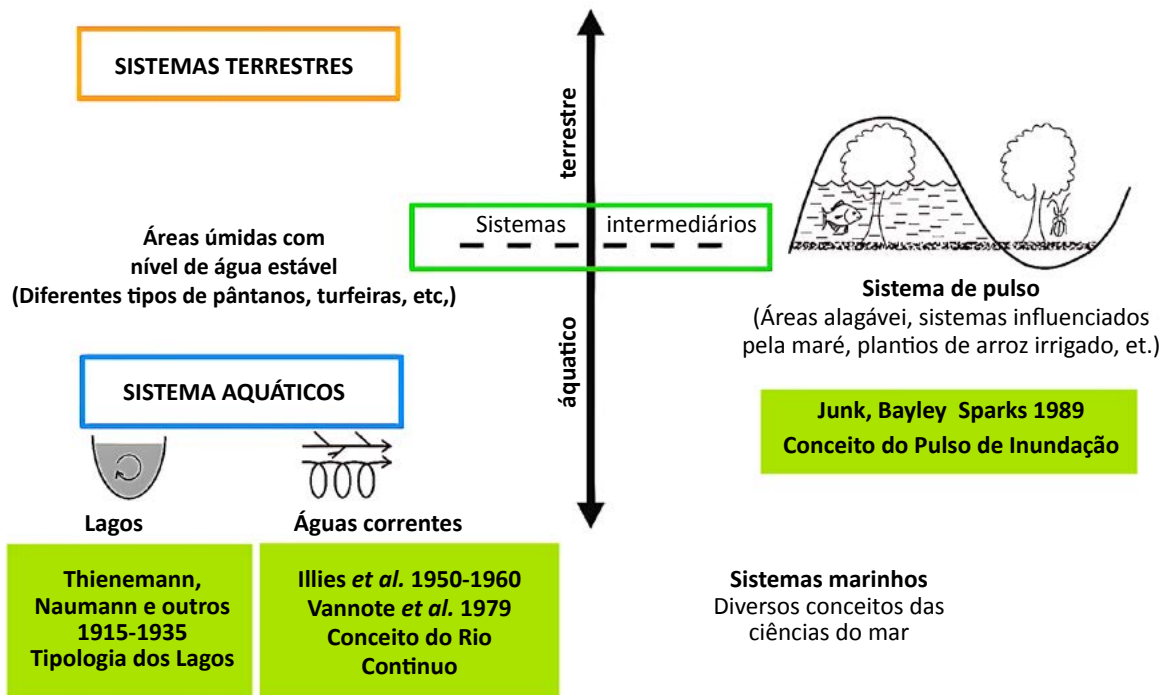 SISTEMAS TERRESTRES
terrestre
Sistemas intermediários
Áreas úmidas com
nível de água estável
(Diferentes tipos de pântanos, turfeiras, etc,)
Sistema de pulso
(Áreas alagávei, sistemas influenciados
pela maré, plantios de arroz irrigado, et.)
áquatico
SISTEMA AQUÁTICOS
Junk, Bayley Sparks 1989
Conceito do Pulso de Inundação
Lagos
Águas correntes
Thienemann,
Naumann e outros
1915-1935
Tipologia dos Lagos
Illies et al. 1950-1960
Vannote et al. 1979
Conceito do Rio
Continuo
Sistemas marinhos
Diversos conceitos das
ciências do mar